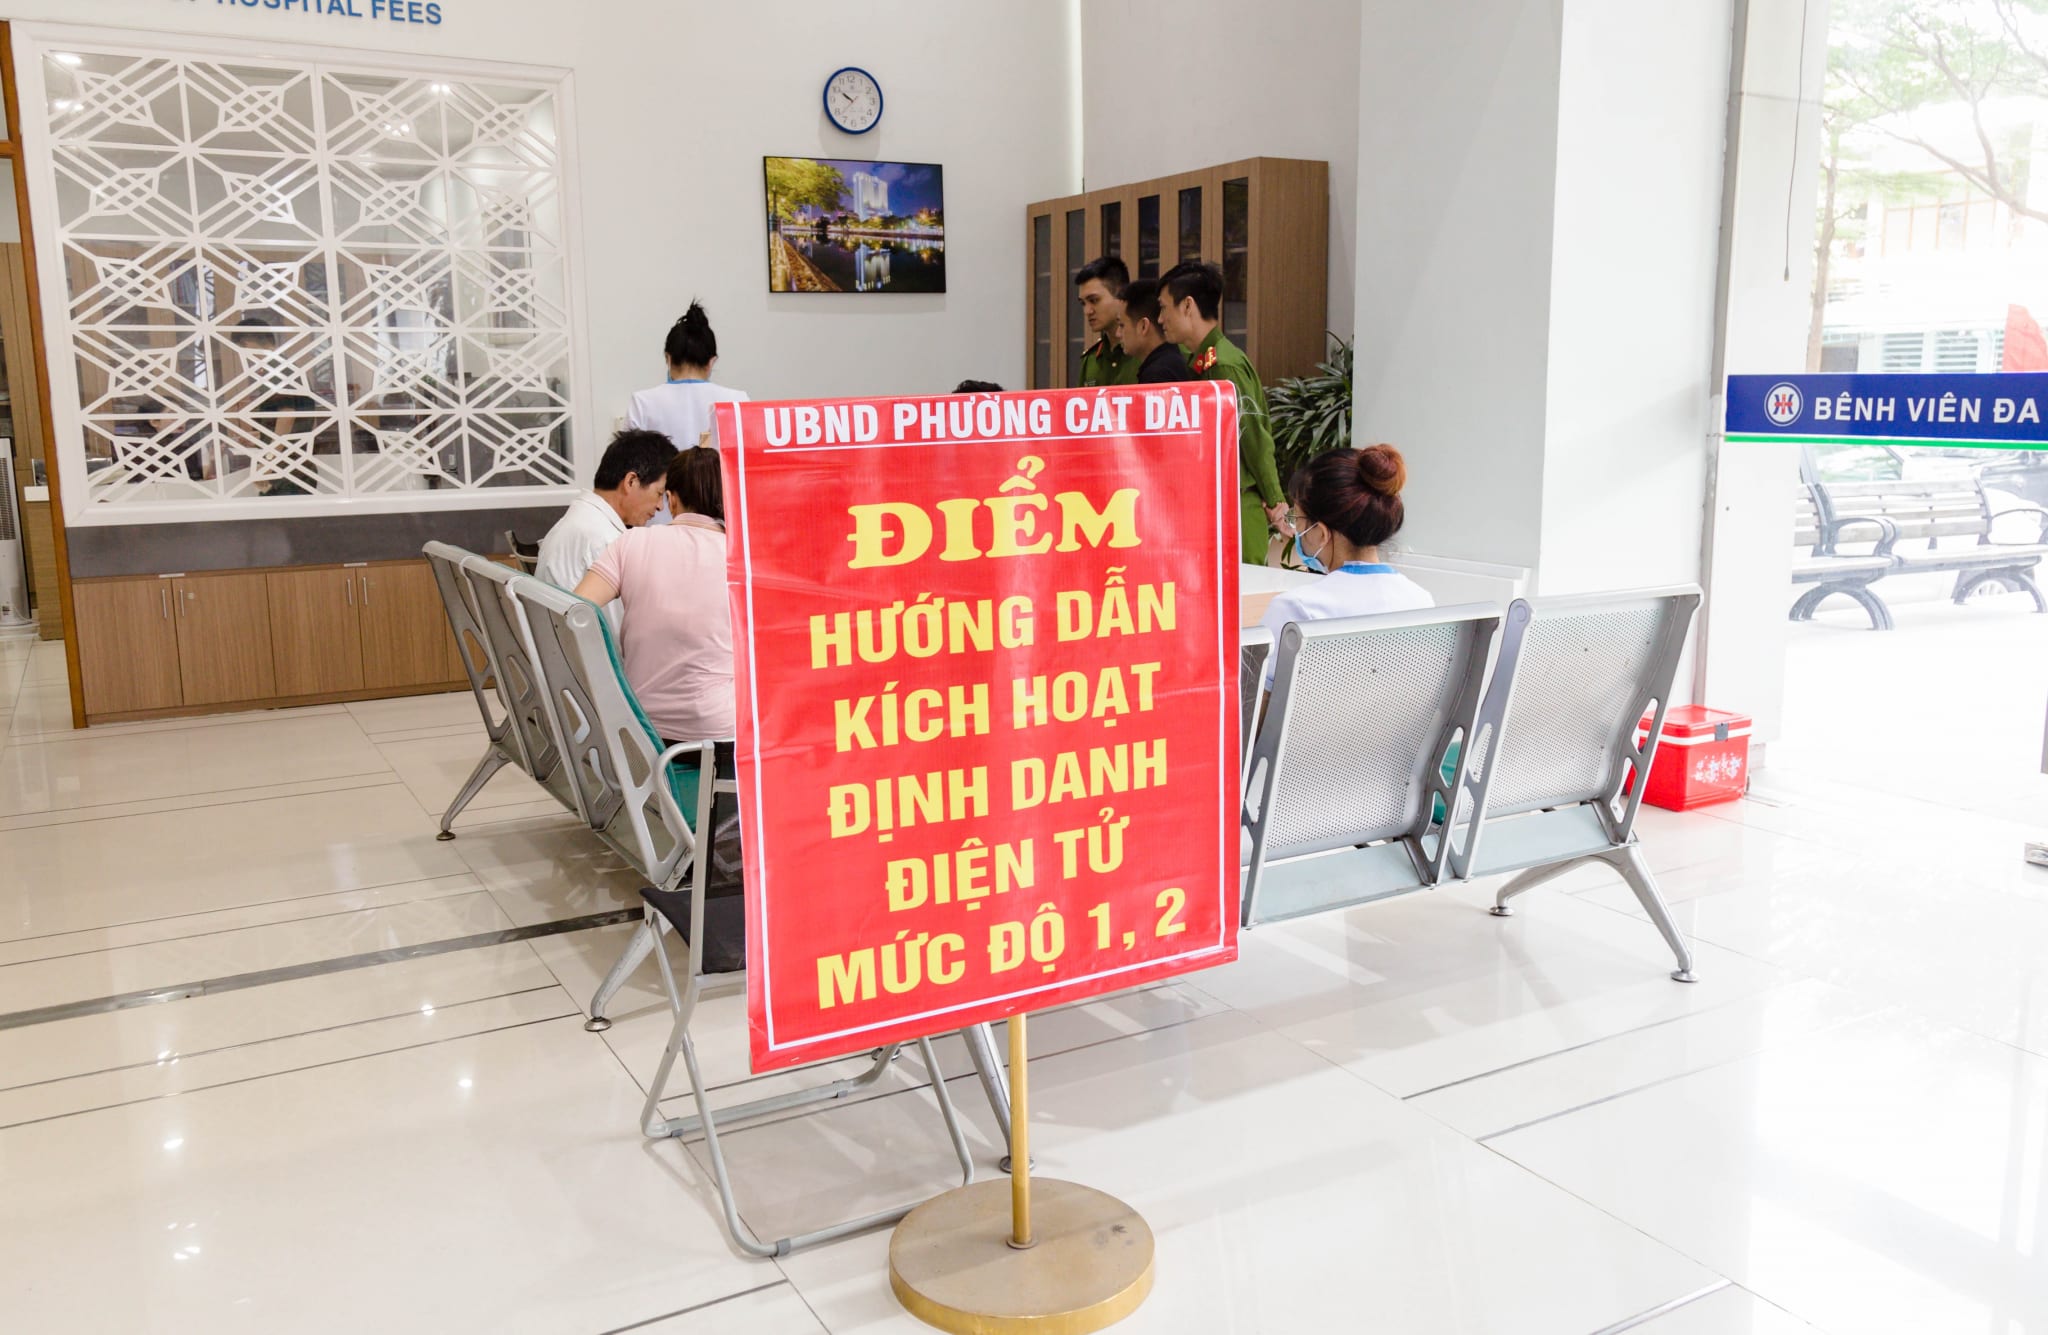 HOSPITAL FEES
UBND PHƯỜNG CÁT DÀI
ĐIỂM
HƯỚNG DẪN
KÍCH HOẠT
ĐỊNH DANH
ĐIỆN TỬ
MỨC ĐỘ 1, 2
BỆNH VIỆN ĐA